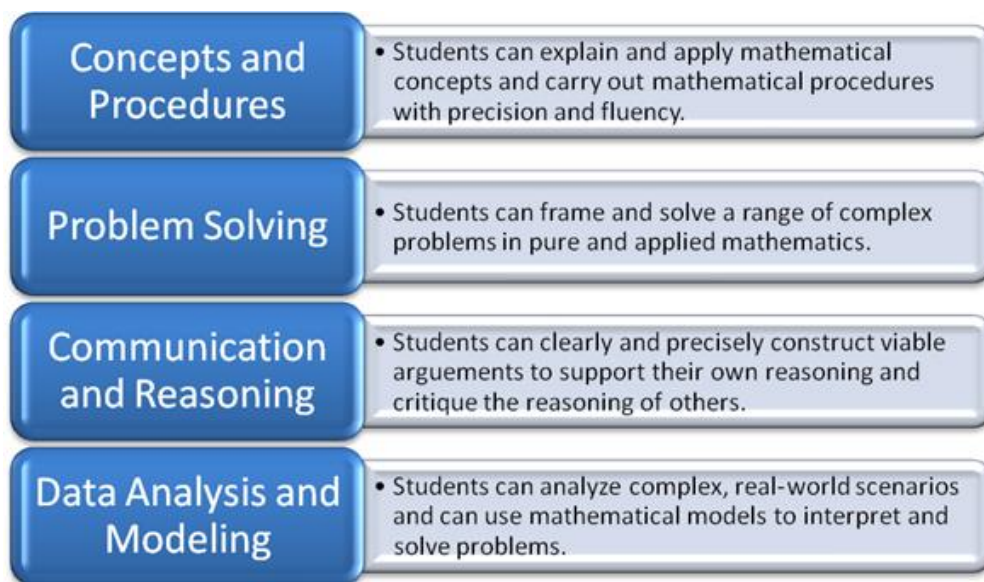 Concepts and
Procedures
• Students can explain and apply mathematical
concepts and carry out mathematical procedures
with precision and fluency.
Problem Solving
• Students can frame and solve a range of complex
problems in pure and applied mathematics.
Communication
and Reasoning
• Students can clearly and precisely construct viable
arguements to support their own reasoning and
critique the reasoning of others.
Data Analysis and
Modeling
• Students can analyze complex, real-world scenarios
and can use mathematical models to interpret and
solve problems.